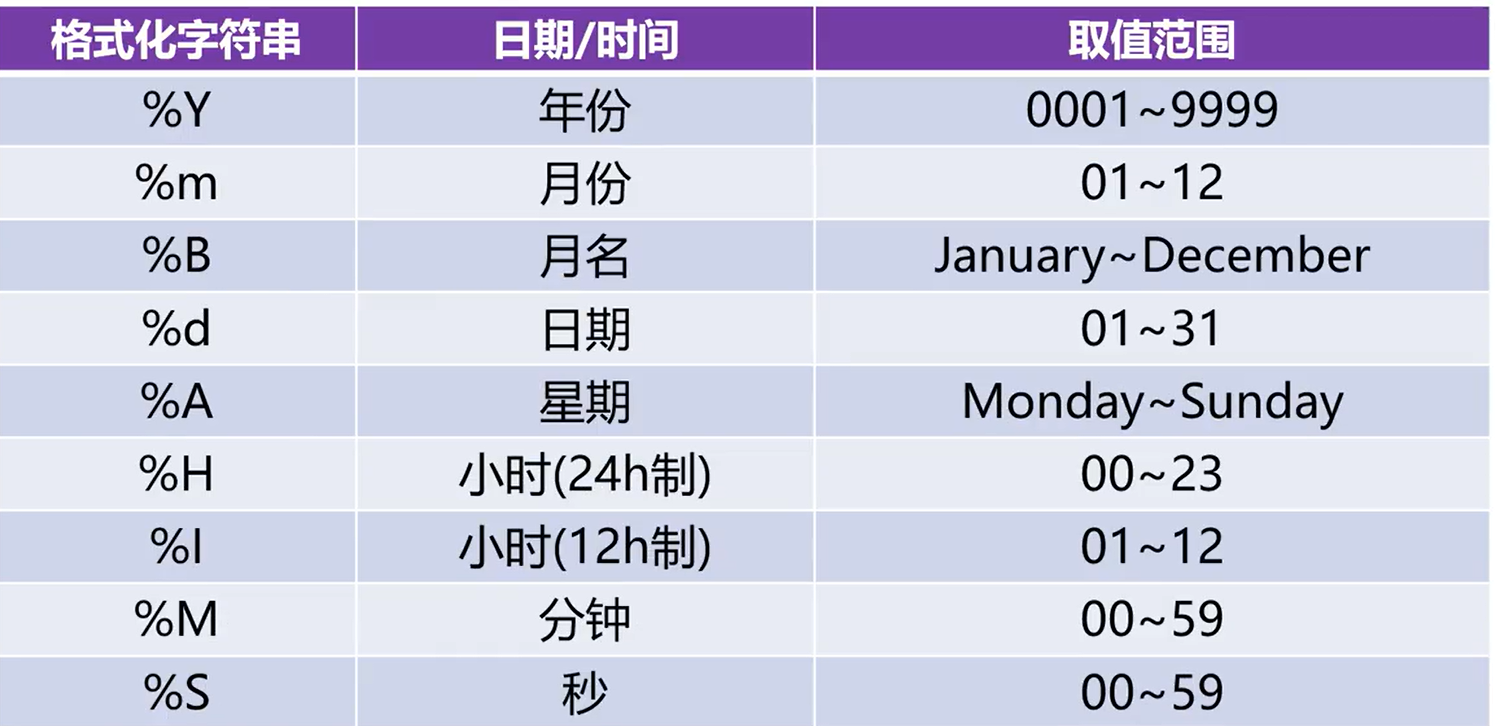 格式化字符串 日期/时间 取值范围
%Y 年份 0001~9999
%m 月份 01~12
%B 月名 January~December
%d 日期 01~31
%A 星期 Monday~Sunday
%H 小时(24h制) 00~23
%I 小时(12h制) 01~12
%M 分钟 00~59
%S 秒 00~59